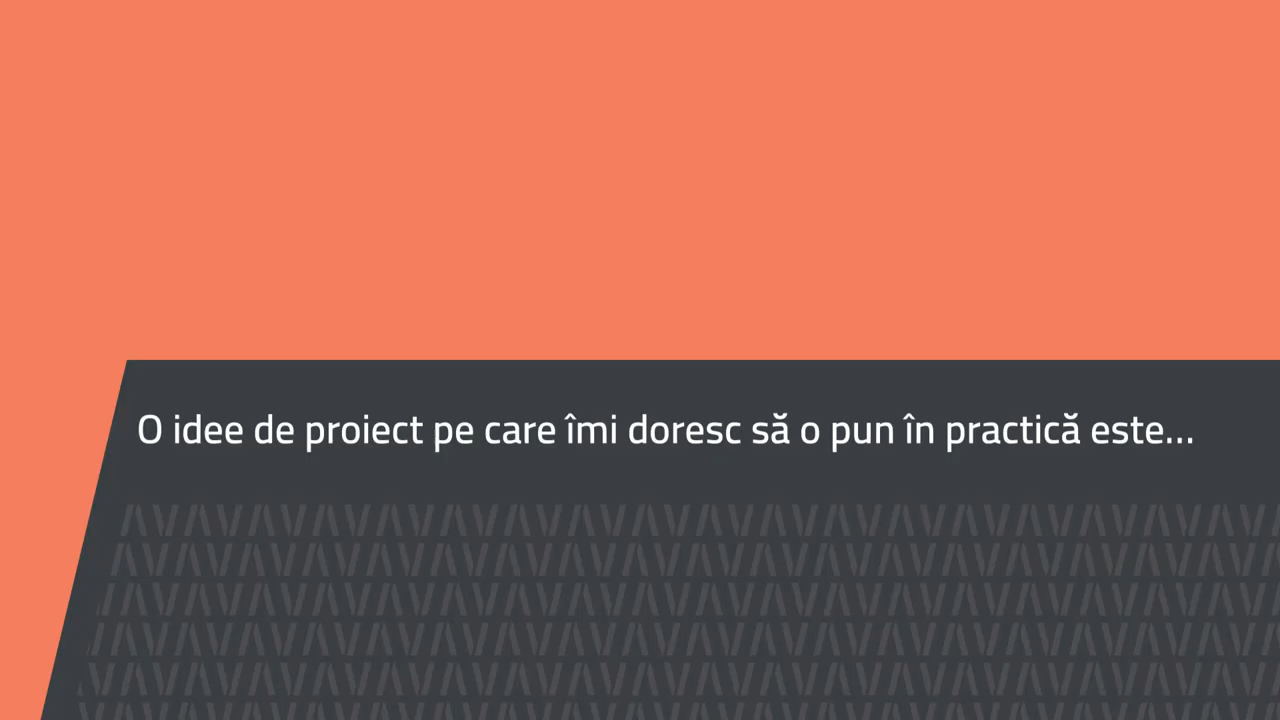 O idee de proiect pe care îmi doresc să o pun în practică este...